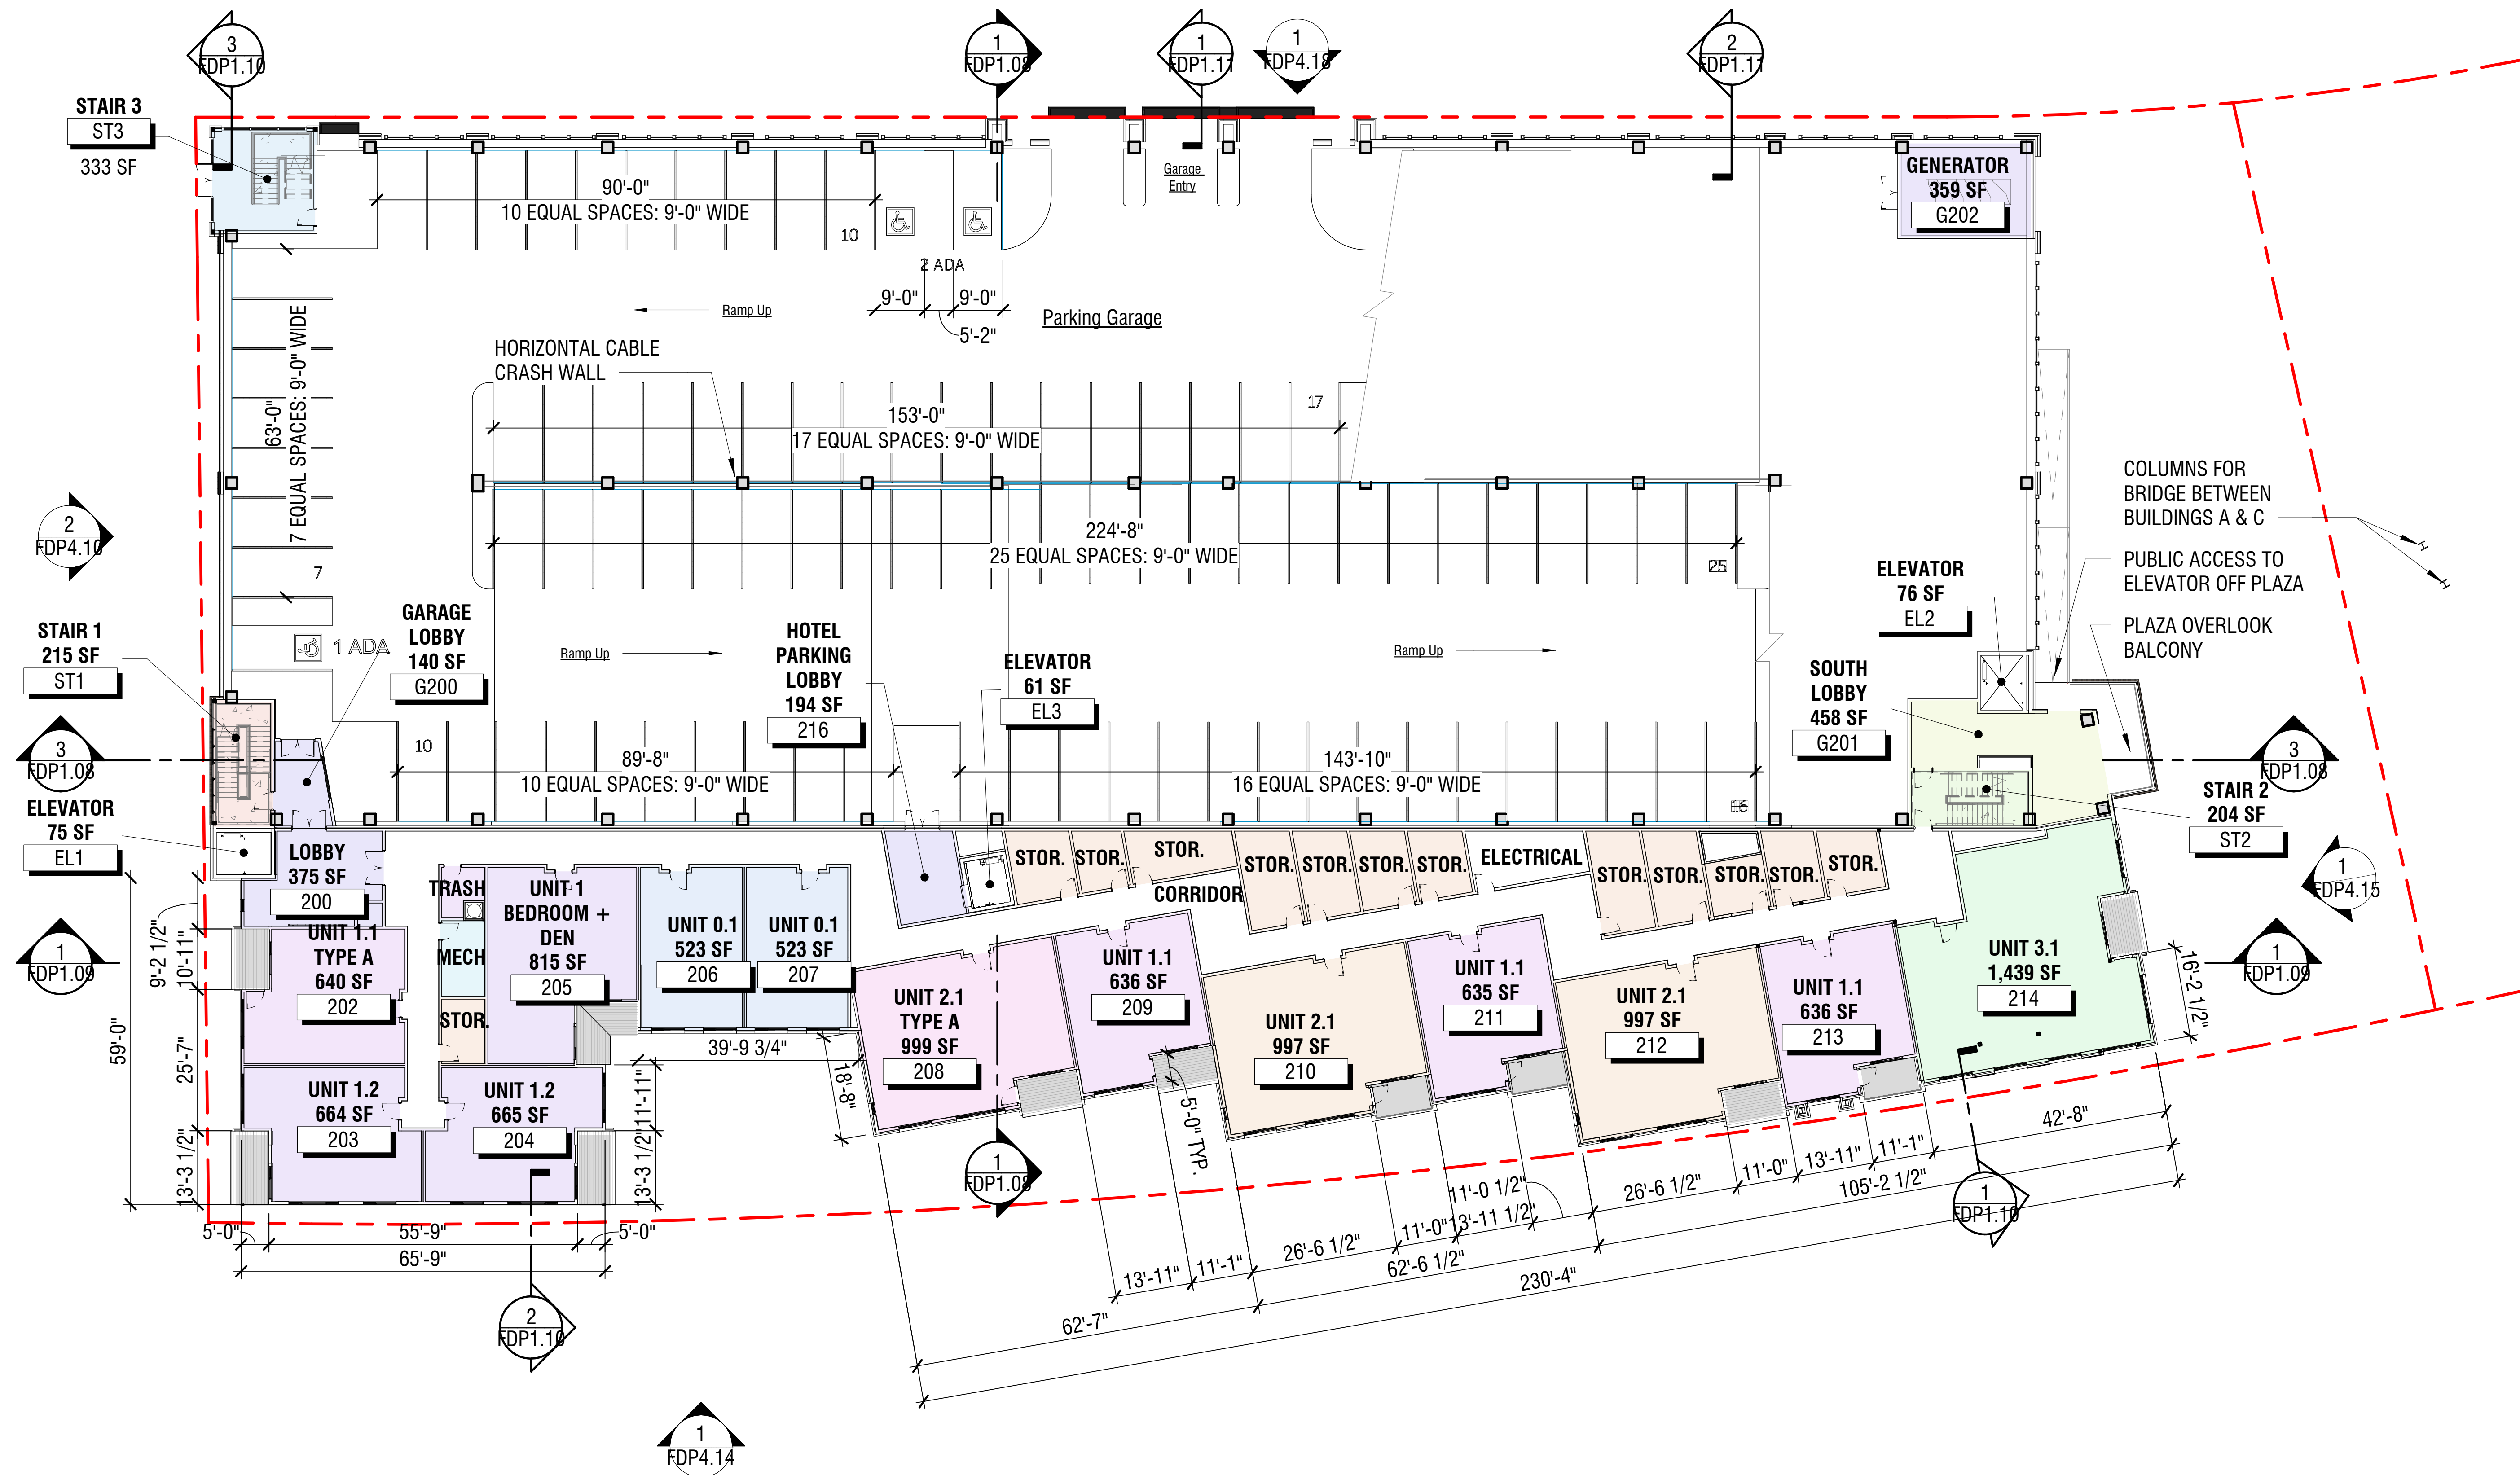 3
FDP1.10
1
FDP1.08
1
FDP1.11
1
FDP4.18
2
FDP1.11
STAIR 3
ST3
333 SF
90'-0"
10 EQUAL SPACES: 9'-0" WIDE
10
2 ADA
9'-0"
9'-0"
5'-2"
Garage
Entry
GENERATOR
359 SF
G202
Ramp Up
Parking Garage
HORIZONTAL CABLE
CRASH WALL
63'-0"
7 EQUAL SPACES: 9'-0" WIDE
7
153'-0"
17 EQUAL SPACES: 9'-0" WIDE
17
224'-8"
25 EQUAL SPACES: 9'-0" WIDE
25
COLUMNS FOR
BRIDGE BETWEEN
BUILDINGS A & C
PUBLIC ACCESS TO
ELEVATOR OFF PLAZA
PLAZA OVERLOOK
BALCONY
2
FDP4.10
STAIR 1
215 SF
ST1
1 ADA
GARAGE
LOBBY
140 SF
G200
Ramp Up
HOTEL
PARKING
LOBBY
194 SF
216
ELEVATOR
61 SF
EL3
Ramp Up
ELEVATOR
76 SF
EL2
SOUTH
LOBBY
458 SF
G201
3
FDP1.08
10
89'-8"
10 EQUAL SPACES: 9'-0" WIDE
143'-10"
16 EQUAL SPACES: 9'-0" WIDE
16
3
FDP1.08
STAIR 2
204 SF
ST2
ELEVATOR
75 SF
EL1
1
FDP4.15
1
FDP1.09
1
FDP1.09
LOBBY
375 SF
200
TRASH
MECH
STOR.
UNIT 1.1
TYPE A
640 SF
202
UNIT 1
BEDROOM +
DEN
815 SF
205
UNIT 0.1
523 SF
206
UNIT 0.1
523 SF
207
STOR.
STOR.
STOR.
STOR.
STOR.
STOR.
STOR.
ELECTRICAL
STOR.
STOR.
STOR.
STOR.
STOR.
CORRIDOR
UNIT 1.2
664 SF
203
UNIT 1.2
665 SF
204
UNIT 2.1
TYPE A
999 SF
208
UNIT 1.1
636 SF
209
UNIT 2.1
997 SF
210
UNIT 1.1
635 SF
211
UNIT 2.1
997 SF
212
UNIT 1.1
636 SF
213
UNIT 3.1
1,439 SF
214
9'-2 1/2"
10'-11"
59'-0"
25'-7"
13'-3 1/2"
39'-9 3/4"
11'-11"
13'-3 1/2"
18'-8"
5'-0" TYP.
16'-2 1/2"
5'-0"
55'-9"
5'-0"
65'-9"
1
FDP1.08
1
FDP1.10
2
FDP1.10
13'-11"
11'-1"
26'-6 1/2"
11'-0"
13'-11 1/2"
11'-0 1/2"
26'-6 1/2"
11'-0"
13'-11"
11'-1"
42'-8"
62'-7"
62'-6 1/2"
105'-2 1/2"
230'-4"
1
FDP4.14